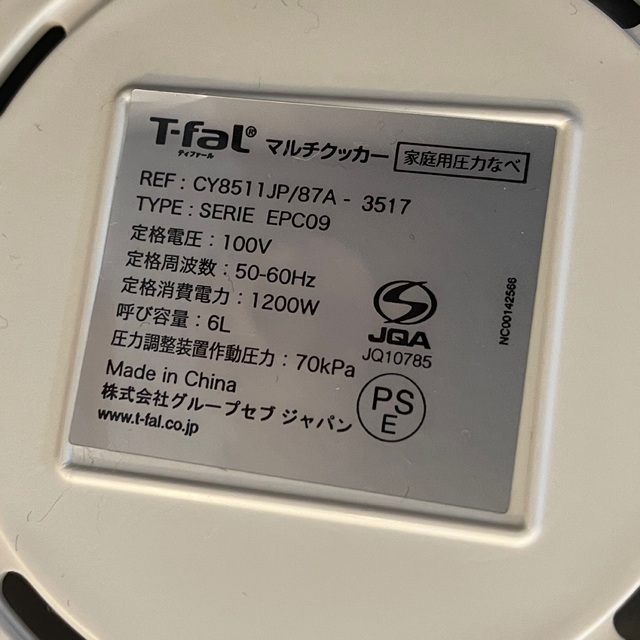 T-faL® マルチクッカー 家庭用圧力なべ
ティファール
REF : CY8511JP/87A - 3517
TYPE : SERIE EPC09
定格電圧 : 100V
定格周波数 : 50-60Hz
定格消費電力 : 1200W
呼び容量 : 6L
圧力調整装置作動圧力 : 70kPa
Made in China
株式会社グループセブ ジャパン
www.t-fal.co.jp
S
JQA
JQ10785
PS
E
NC00142566